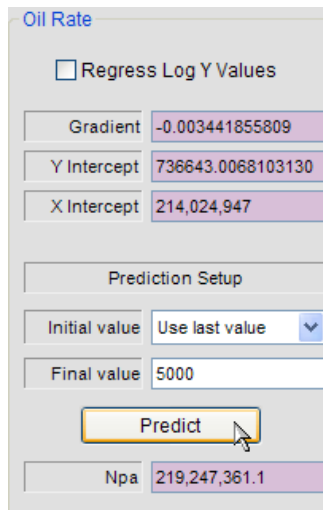 Oil Rate
Regress Log Y Values
Gradient -0.003441855809
Y Intercept 736643.0068103130
X Intercept 214,024,947
Prediction Setup
Initial value Use last value
Final value 5000
Predict
Npa 219,247,361.1